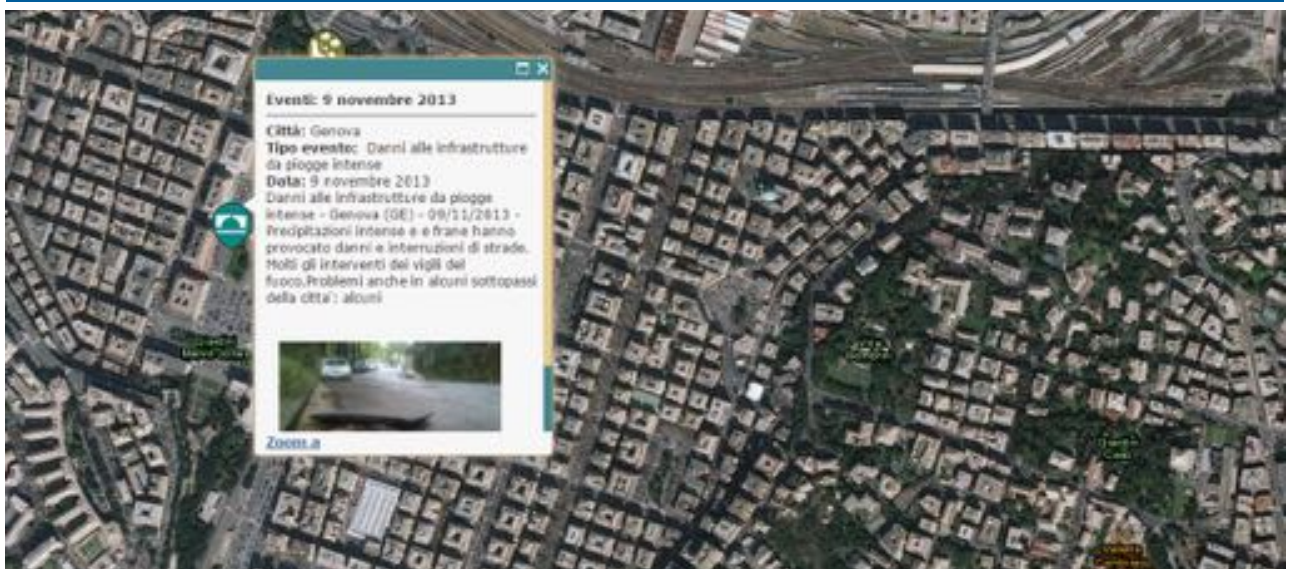 Eventi: 9 novembre 2013
Città: Genova
Tipo evento: Danni alle infrastrutture
da piogge intense
Data: 9 novembre 2013
Danni alle infrastrutture da piogge
intense - Genova (GE) - 09/11/2013 -
Precipitazioni intense e e frane hanno
provocato danni e interruzioni di strade.
Molti gli interventi dei vigili del
fuoco.Problemi anche in alcuni sottopassi
della citta`: alcuni
Zoom a